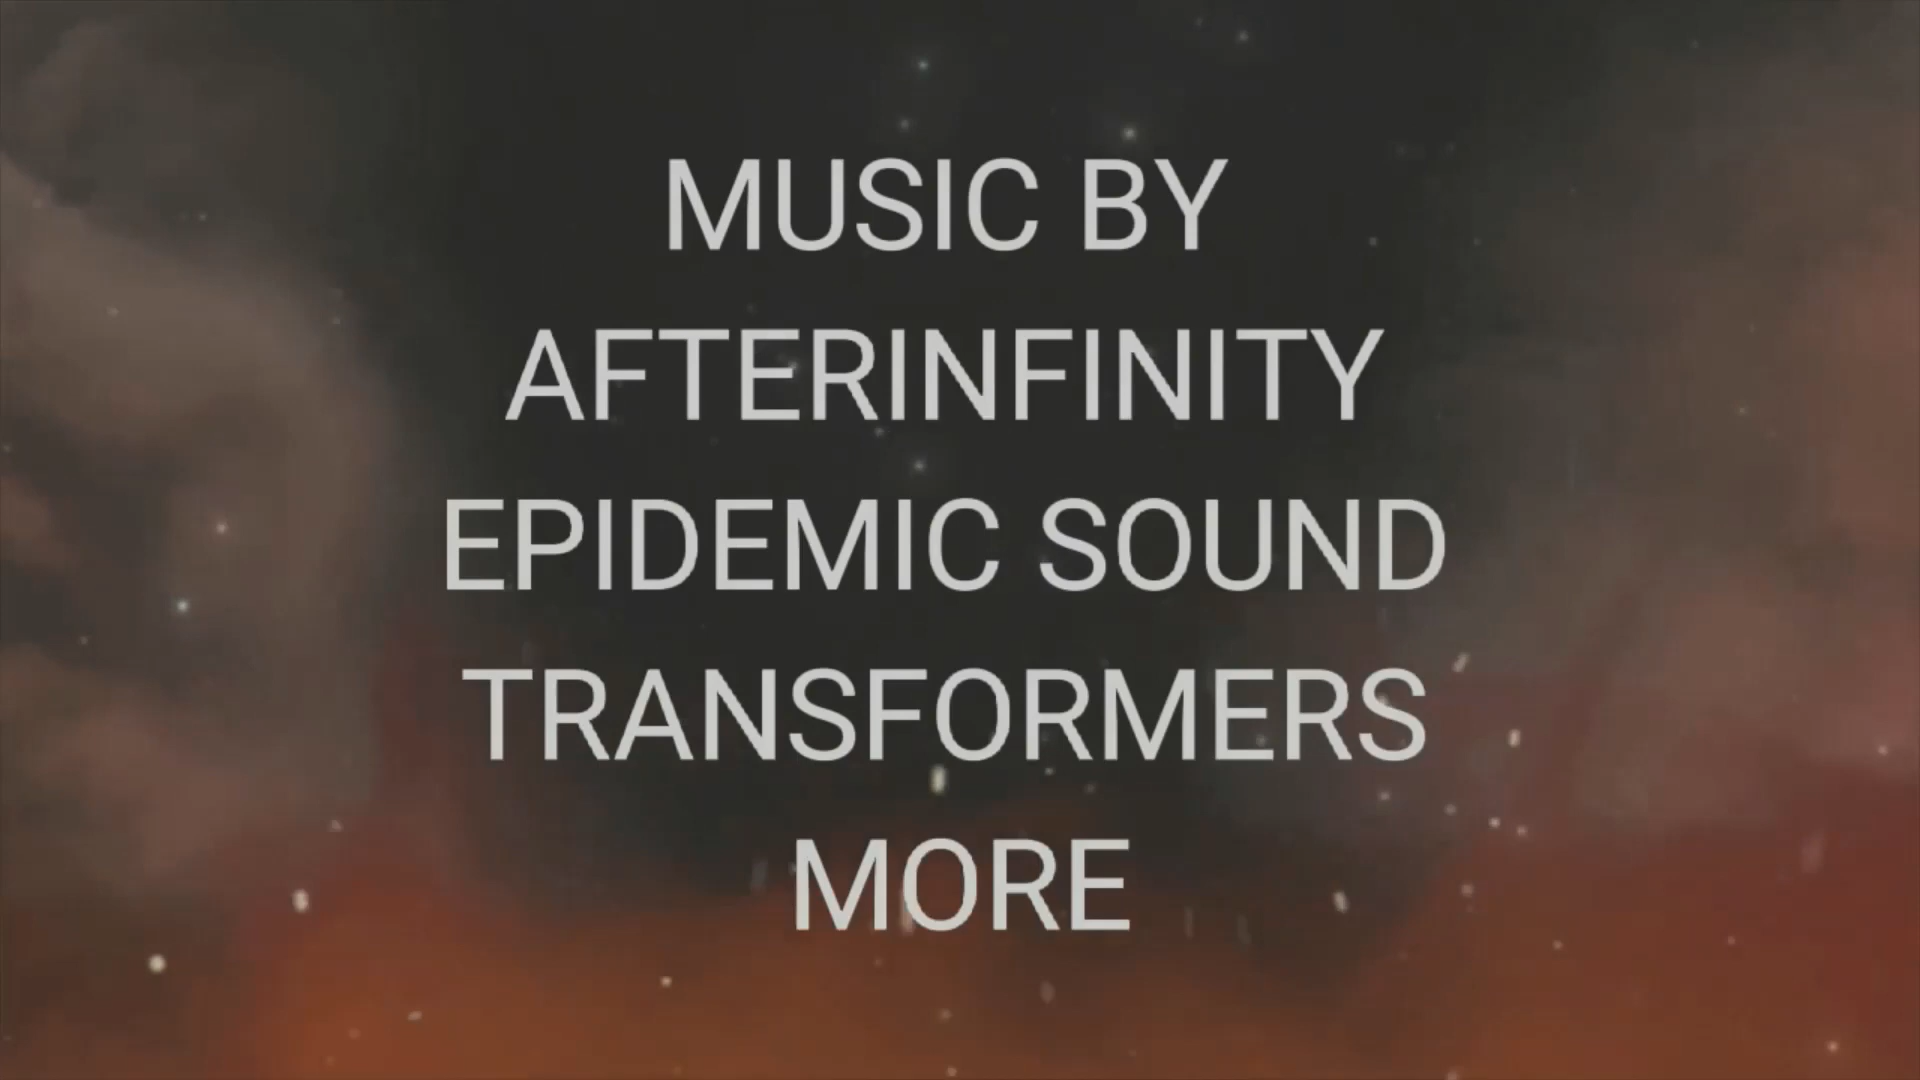 MUSIC BY
AFTERINFINITY
EPIDEMIC SOUND
TRANSFORMERS
MORE